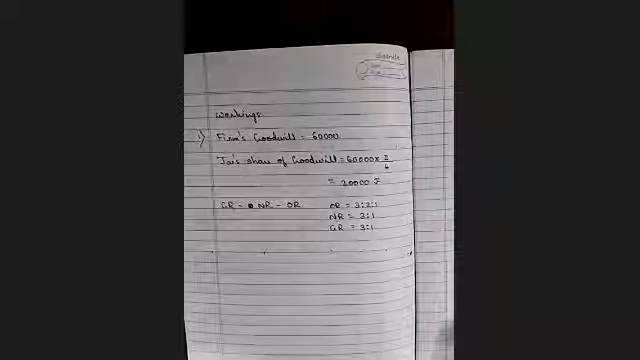 Workings:
1) Firm's Goodwill = 60000
Jai's share of Goodwill = 60000 x 2/6
= 20000 ₹
GR = NR - OR
OR = 3:2:1
NR = 3:1
GR = 3:1